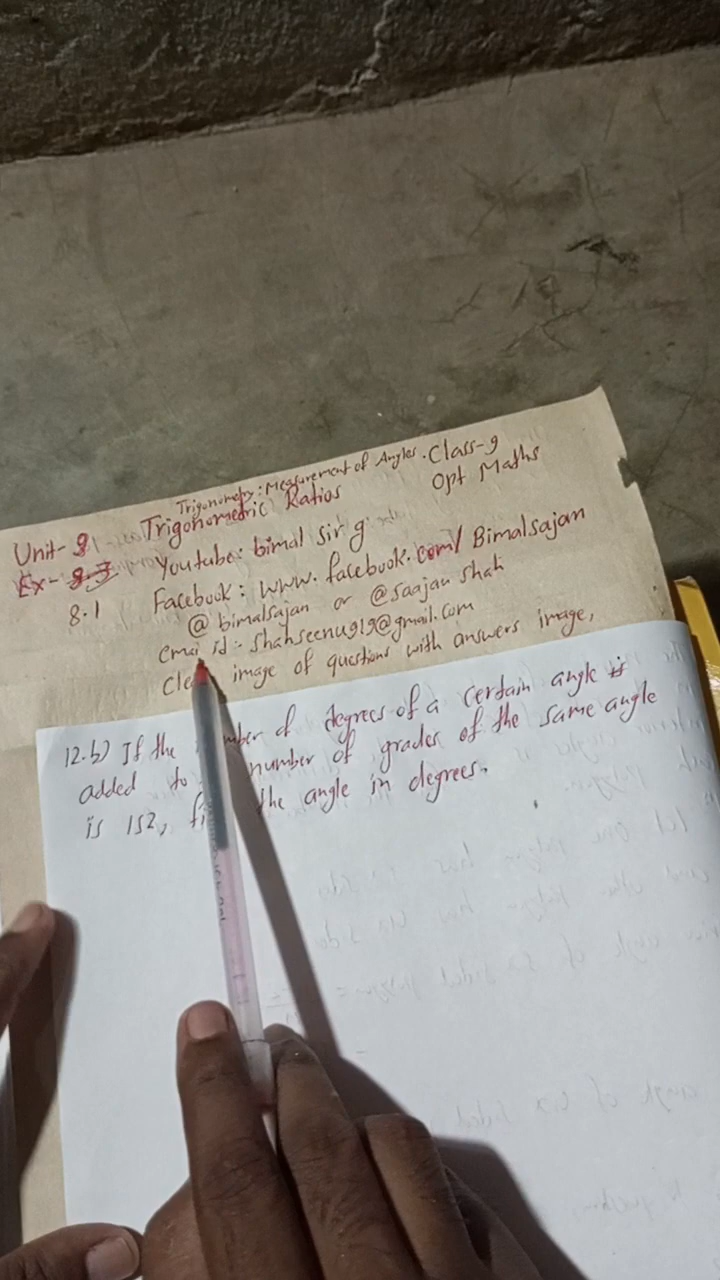 Trigonometry: Measurement of Angles. Class-9
Unit-9 Trigonometric Ratios Opt Maths
Ex- 8.1 Youtube: bimal sir g
Facebook: www.facebook.com/Bimalsajan
@bimalsajan or @saajan shah
id:- shahseenu919@gmail.com
image of questions with answers image,
12.b) If the number of degrees of a certain angle is
added to number of grades of the same angle
is 152, the angle in degrees.